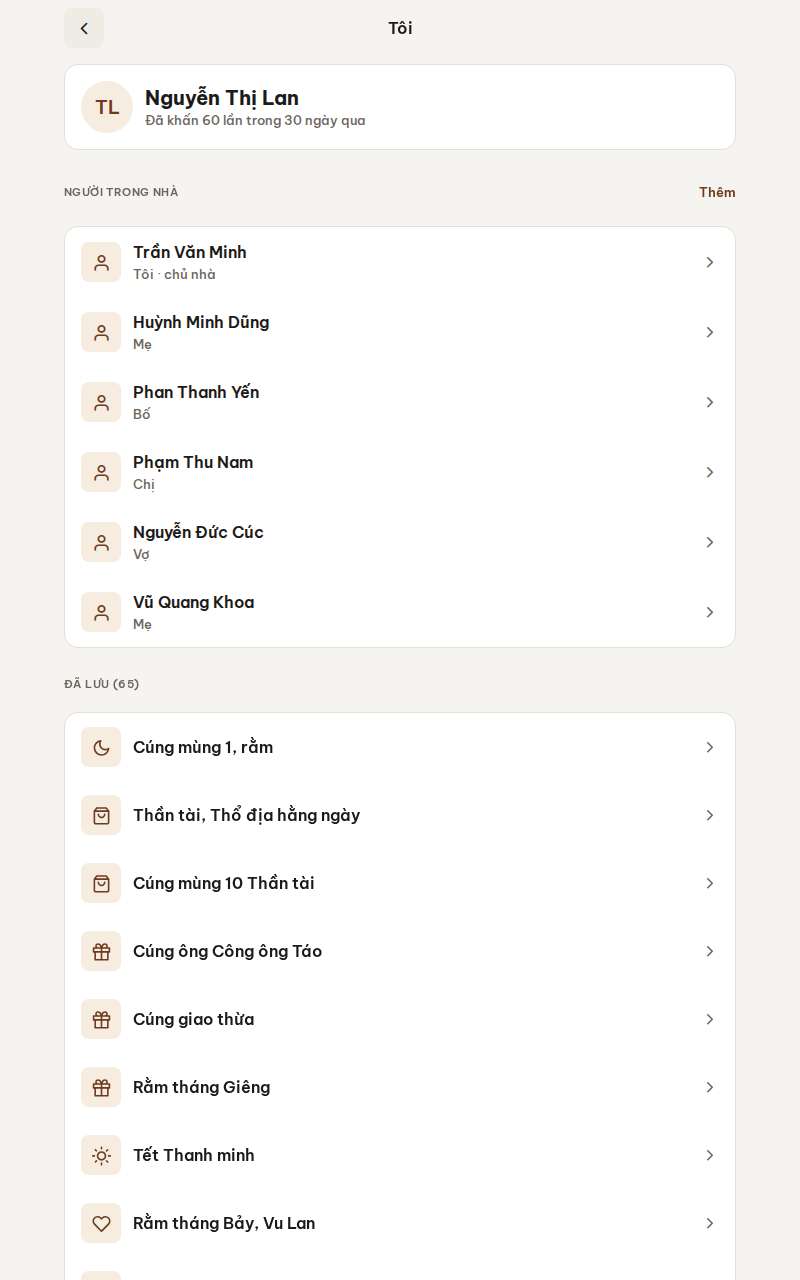 Tôi
TL
Nguyễn Thị Lan
Đã khấn 60 lần trong 30 ngày qua
NGƯỜI TRONG NHÀ
Thêm
Trần Văn Minh
Tôi · chủ nhà
Huỳnh Minh Dũng
Mẹ
Phan Thanh Yến
Bố
Phạm Thu Nam
Chị
Nguyễn Đức Cúc
Vợ
Vũ Quang Khoa
Mẹ
ĐÃ LƯU (65)
Cúng mùng 1, rằm
Thần tài, Thổ địa hằng ngày
Cúng mùng 10 Thần tài
Cúng ông Công ông Táo
Cúng giao thừa
Rằm tháng Giêng
Tết Thanh minh
Rằm tháng Bảy, Vu Lan